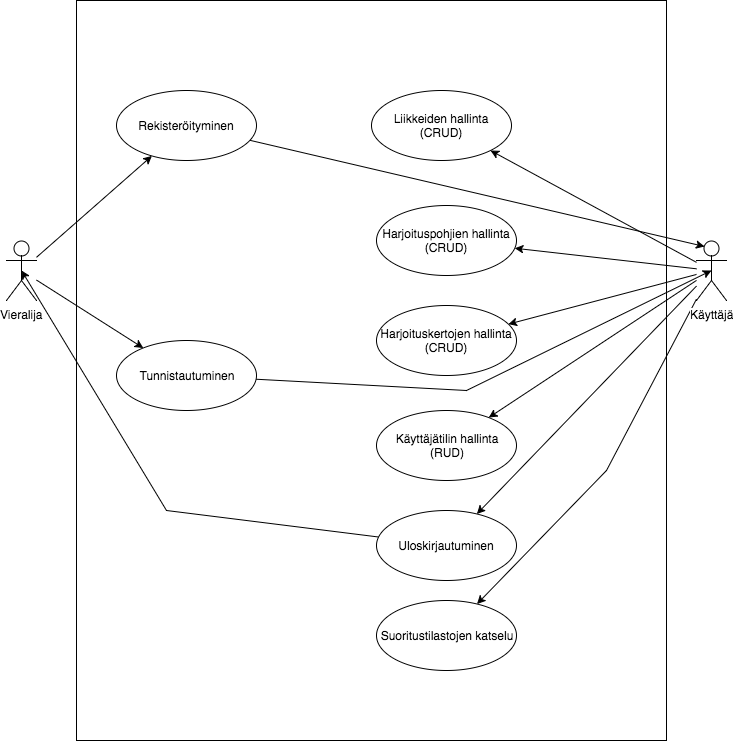 Rekisteröityminen
Liikkeiden hallinta
(CRUD)
Harjoituspohjien hallinta
(CRUD)
Vieralija
Käyttäjä
Harjoituskertojen hallinta
(CRUD)
Tunnistautuminen
Käyttäjätilin hallinta
(RUD)
Uloskirjautuminen
Suoritustilastojen katselu